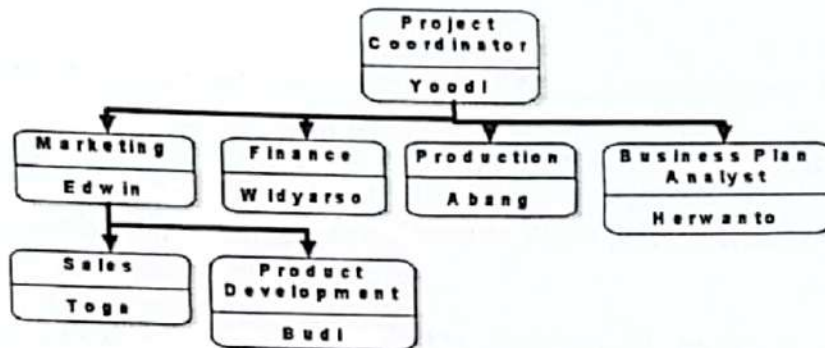 Project
Coordinator
Yoodi
Marketing
Edwin
Finance
Widyarso
Production
Abang
Business Plan
Analyst
Herwanto
Sales
Toga
Product
Development
Budi